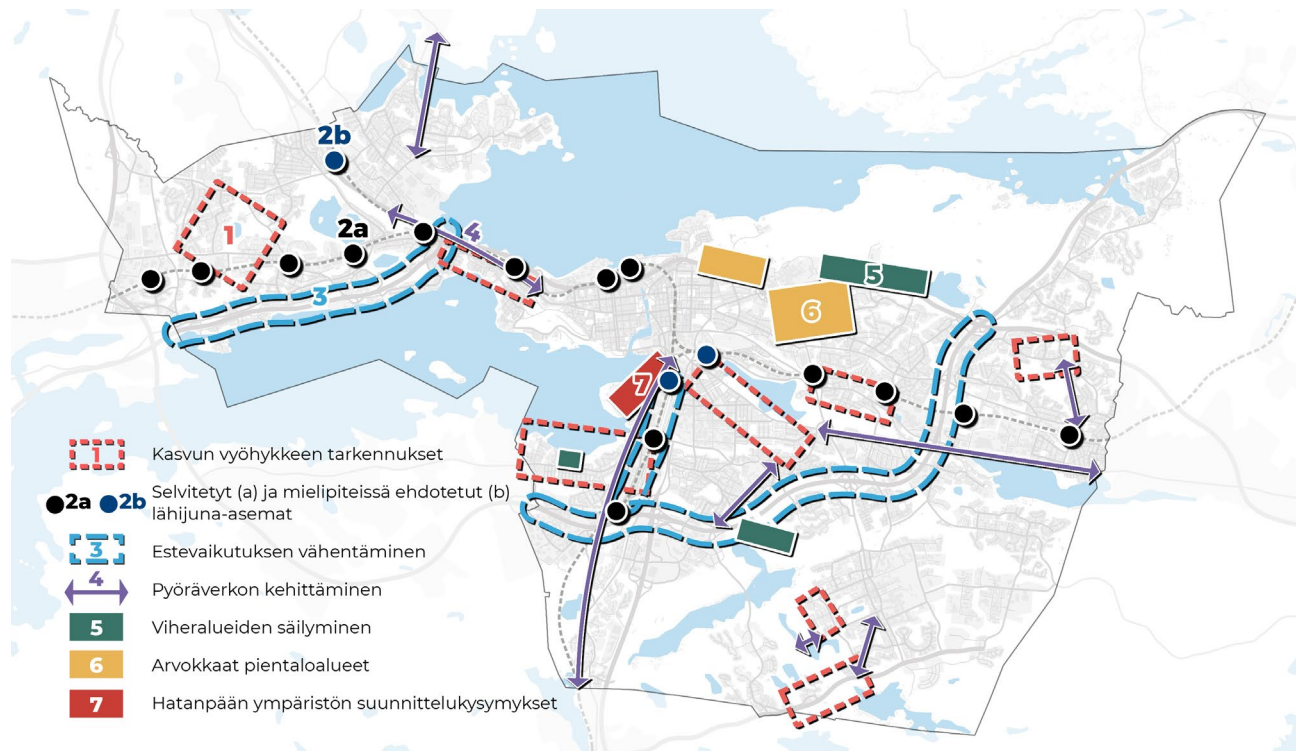 2b
1
2a
4
3
5
6
7
1 Kasvun vyöhykkeen tarkennukset
2a 2b Selvitetyt (a) ja mielipiteissä ehdotetut (b)
lähijuna-asemat
3 Estevaikutuksen vähentäminen
4 Pyöräverkon kehittäminen
5 Viheralueiden säilyminen
6 Arvokkaat pientaloalueet
7 Hatanpään ympäristön suunnittelukysymykset